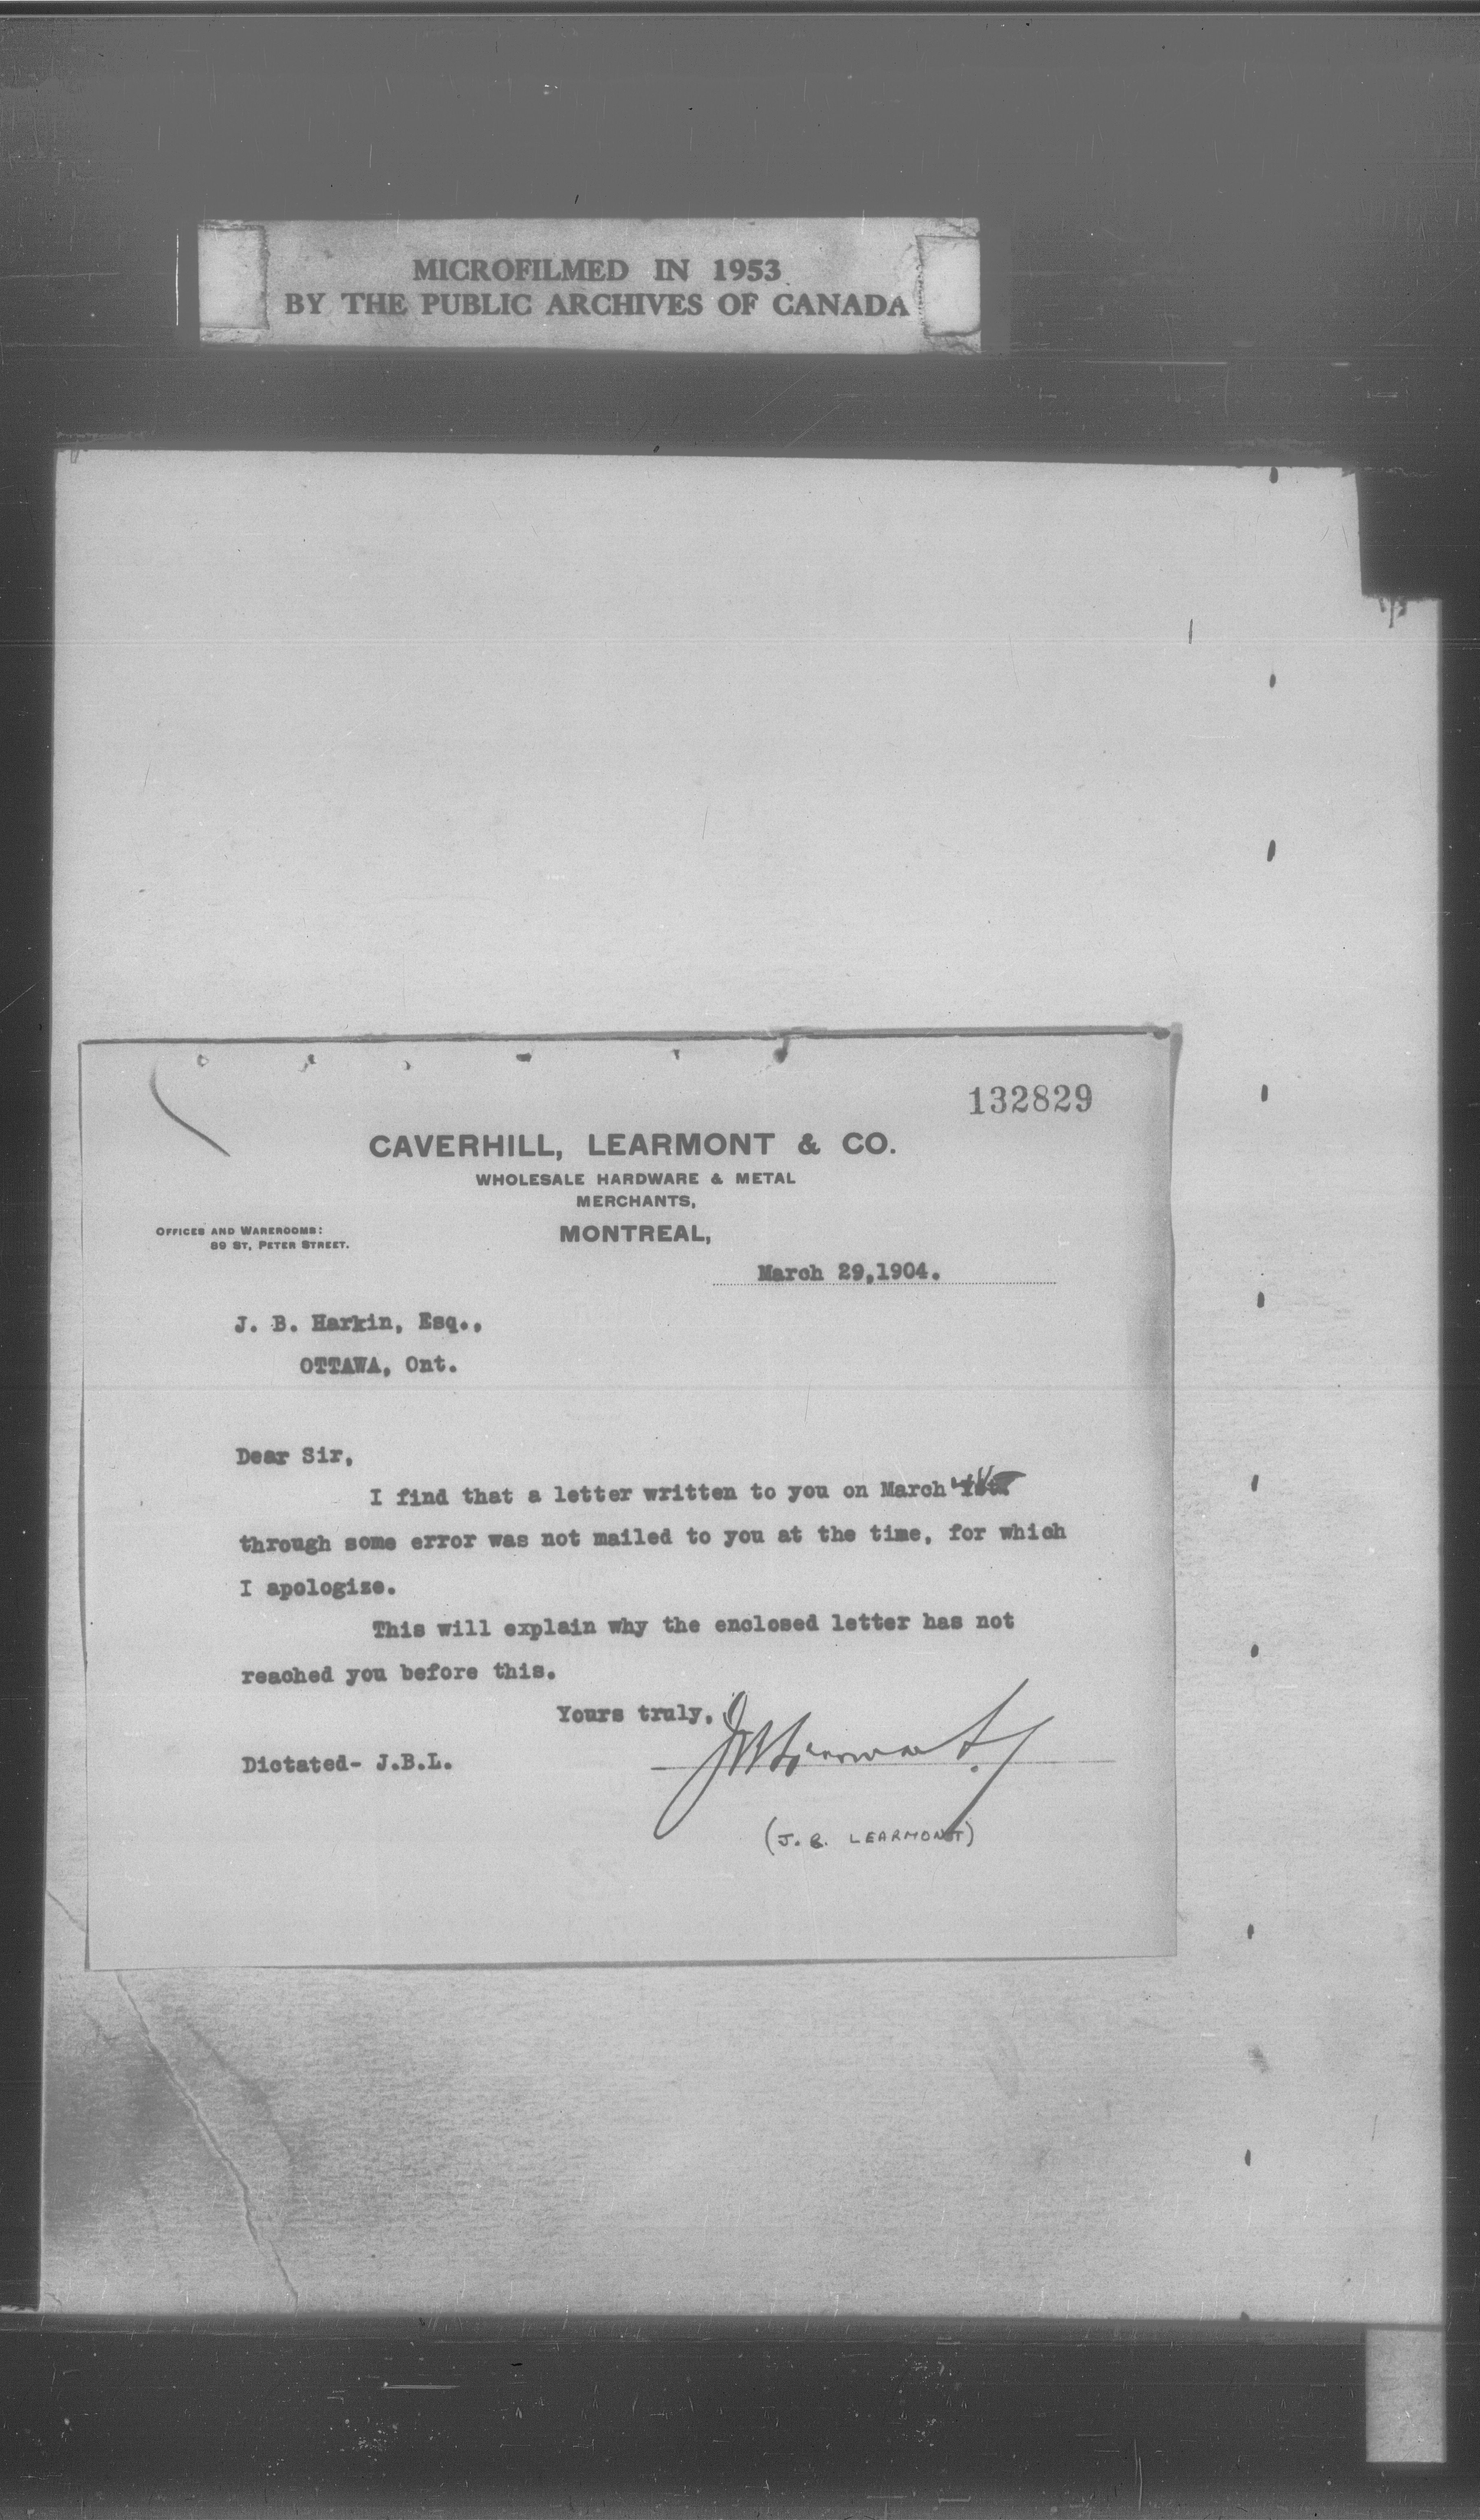 MICROFILMED IN 1953
BY THE PUBLIC ARCHIVES OF CANADA
132829
CAVERHILL, LEARMONT & CO.
WHOLESALE HARDWARE & METAL
MERCHANTS,
OFFICES AND WAREROOMS:
89 ST, PETER STREET.
MONTREAL,
March 29,1904.
J. B. Harkin, Esq.,
OTTAWA, Ont.
Dear Sir,
I find that a letter written to you on March
through some error was not mailed to you at the time, for which
I apologize.
This will explain why the enclosed letter has not
reached you before this.
Yours truly,
JBLearmont
Dictated- J.B.L.
(J. B. LEARMONT)